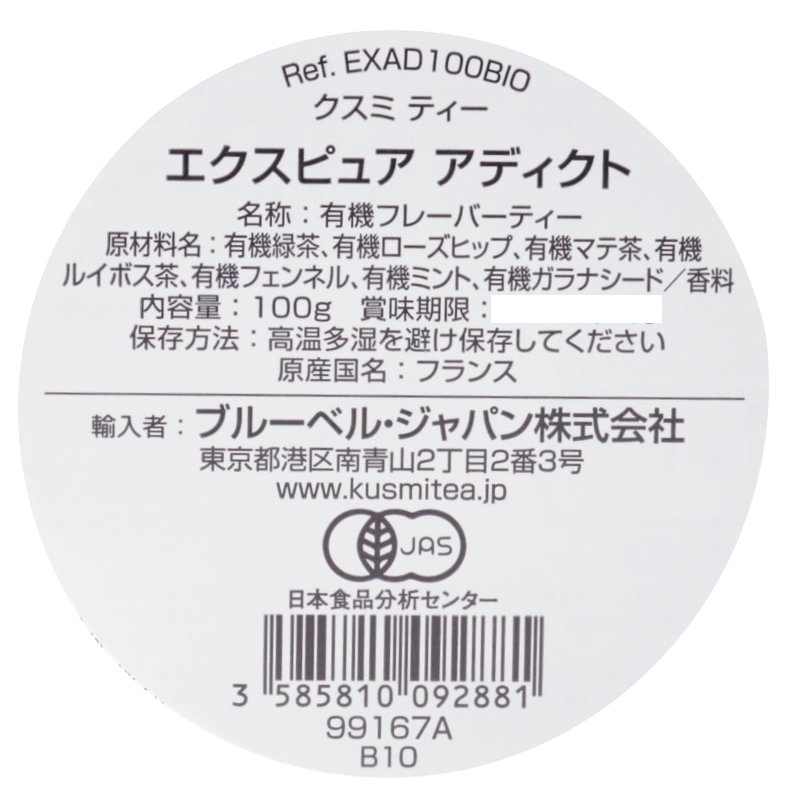 Ref. EXAD100BIO
クスミ ティー
エクスピュア アディクト
名称：有機フレーバーティー
原材料名：有機緑茶、有機ローズヒップ、有機マテ茶、有機
ルイボス茶、有機フェンネル、有機ミント、有機ガラナシード／香料
内容量：100g 賞味期限：
保存方法：高温多湿を避け保存してください
原産国名：フランス
輸入者：ブルーベル・ジャパン株式会社
東京都港区南青山2丁目2番3号
www.kusmitea.jp
JAS
日本食品分析センター
3 585810 092881
99167A
B10